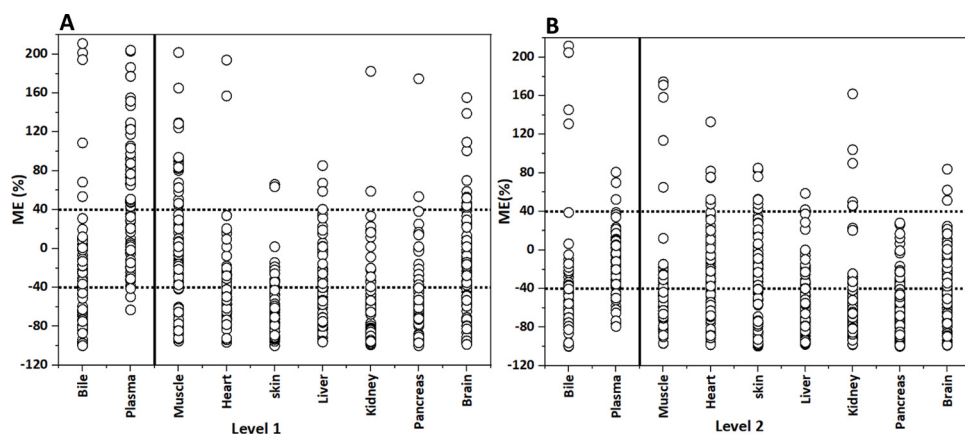 A
ME (%)
200
160
120
80
40
0
-40
-80
-120
Bile
Plasma
Muscle
Heart
skin
Liver
Kidney
Pancreas
Brain
Level 1
B
ME(%)
200
160
120
80
40
0
-40
-80
-120
Bile
Plasma
Muscle
Heart
skin
Liver
Kidney
Pancreas
Brain
Level 2